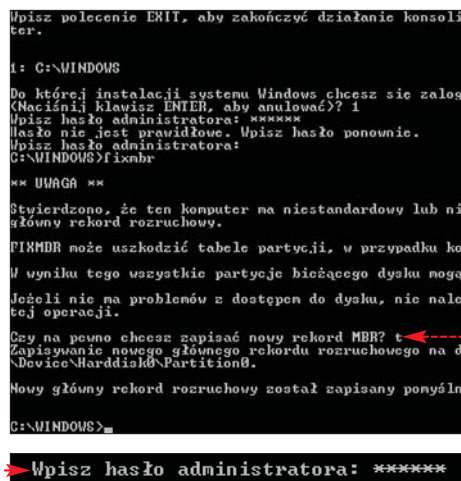 Wpisz polecenie EXIT, aby zakończyć działanie konsoli
ter.
1: C:\WINDOWS
Do której instalacji systemu Windows chcesz się zalog
<Naciśnij klawisz ENTER, aby anulować>? 1
Wpisz hasło administratora: ******
Hasło nie jest prawidłowe. Wpisz hasło ponownie.
Wpisz hasło administratora:
C:\WINDOWS>fixmbr
** UWAGA **
Stwierdzono, że ten komputer ma niestandardowy lub ni
główny rekord rozruchowy.
FIXMBR może uszkodzić tabele partycji, w przypadku ko
W wyniku tego wszystkie partycje bieżącego dysku mogą
Jeżeli nie ma problemów z dostępem do dysku, nie nale
tej operacji.
Czy na pewno chcesz zapisać nowy rekord MBR? t
Zapisywanie nowego głównego rekordu rozruchowego na d
\Device\Harddisk0\Partition0.
Nowy główny rekord rozruchowy został zapisany pomyśln
C:\WINDOWS>_
Wpisz hasło administratora: ******